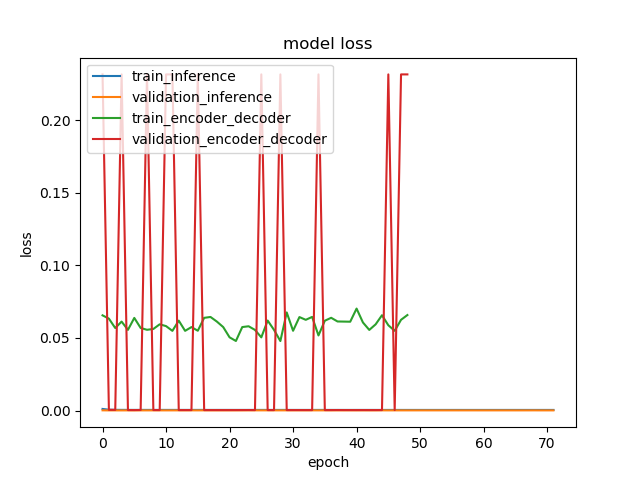 model loss
train_inference
validation_inference
train_encoder_decoder
validation_encoder_decoder
loss
0.20
0.15
0.10
0.05
0.00
0 10 20 30 40 50 60 70
epoch